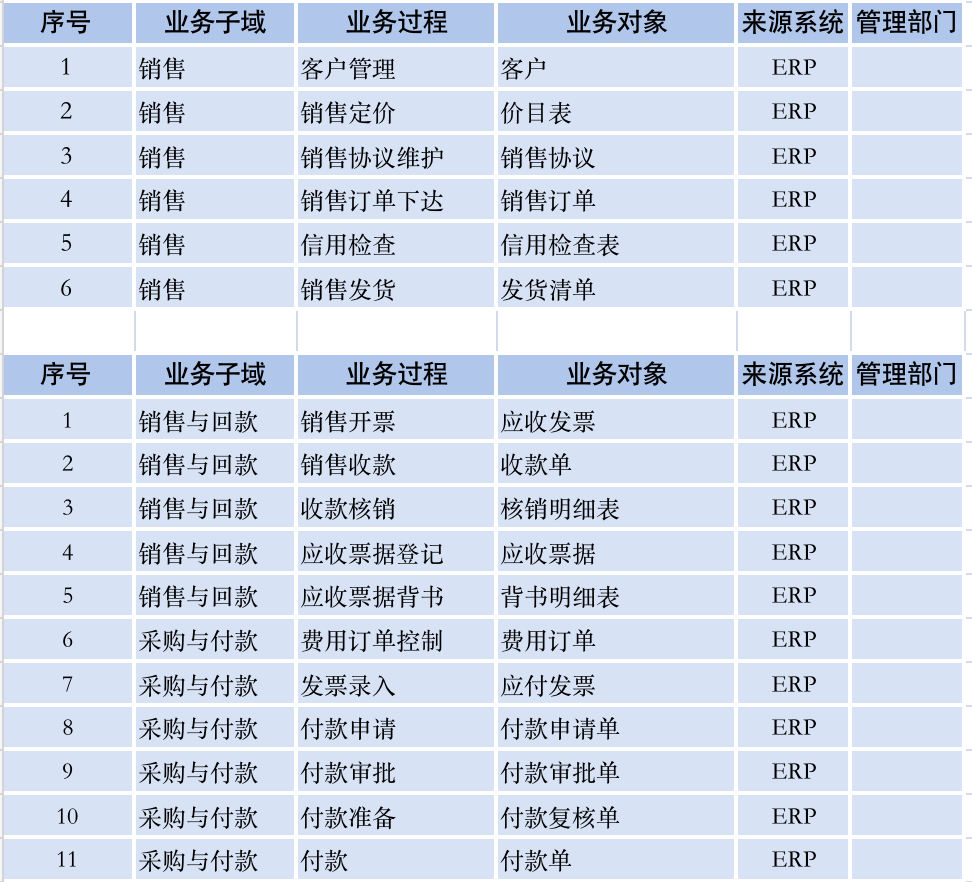 序号 业务子域 业务过程 业务对象 来源系统 管理部门
1 销售 客户管理 客户 ERP
2 销售 销售定价 价目表 ERP
3 销售 销售协议维护 销售协议 ERP
4 销售 销售订单下达 销售订单 ERP
5 销售 信用检查 信用检查表 ERP
6 销售 销售发货 发货清单 ERP
序号 业务子域 业务过程 业务对象 来源系统 管理部门
1 销售与回款 销售开票 应收发票 ERP
2 销售与回款 销售收款 收款单 ERP
3 销售与回款 收款核销 核销明细表 ERP
4 销售与回款 应收票据登记 应收票据 ERP
5 销售与回款 应收票据背书 背书明细表 ERP
6 采购与付款 费用订单控制 费用订单 ERP
7 采购与付款 发票录入 应付发票 ERP
8 采购与付款 付款申请 付款申请单 ERP
9 采购与付款 付款审批 付款审批单 ERP
10 采购与付款 付款准备 付款复核单 ERP
11 采购与付款 付款 付款单 ERP